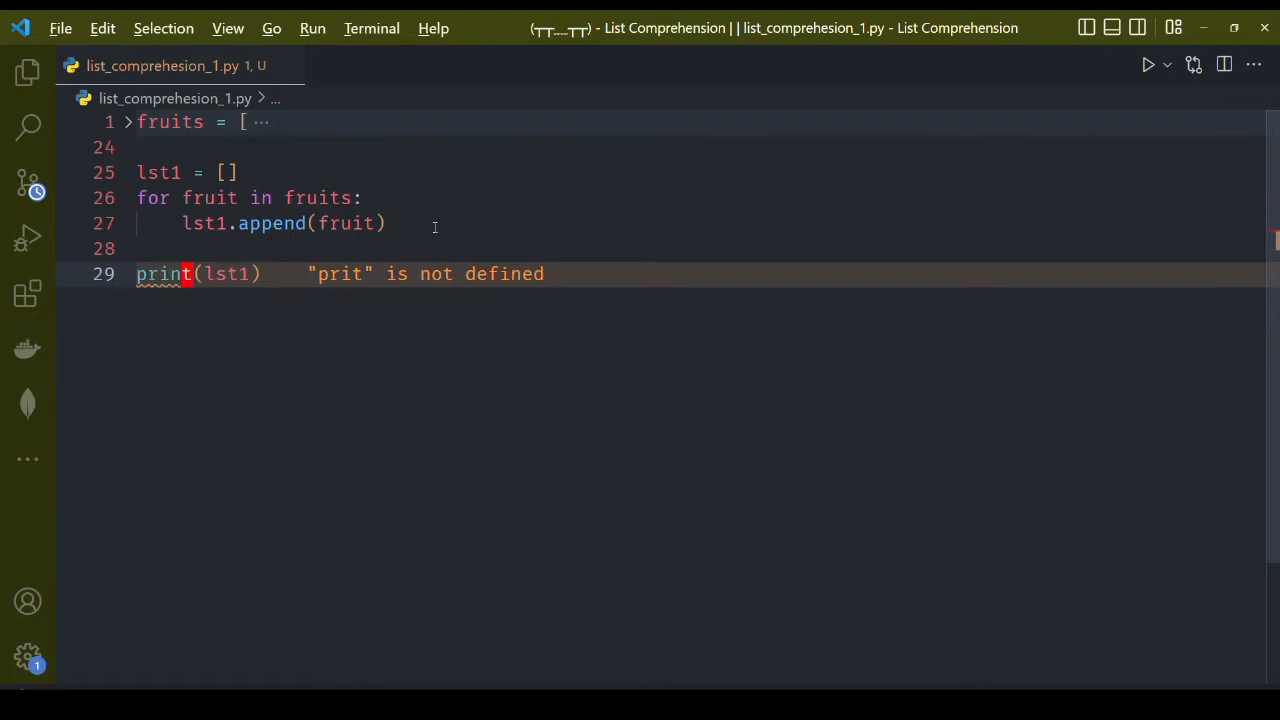 File Edit Selection View Go Run Terminal Help (┬┬﹏┬┬) - List Comprehension | | list_comprehesion_1.py - List Comprehension
list_comprehesion_1.py 1, U
list_comprehesion_1.py > ...
1 fruits = [ ···
24
25 lst1 = []
26 for fruit in fruits:
27 lst1.append(fruit)
28
29 print(lst1) "prit" is not defined
1